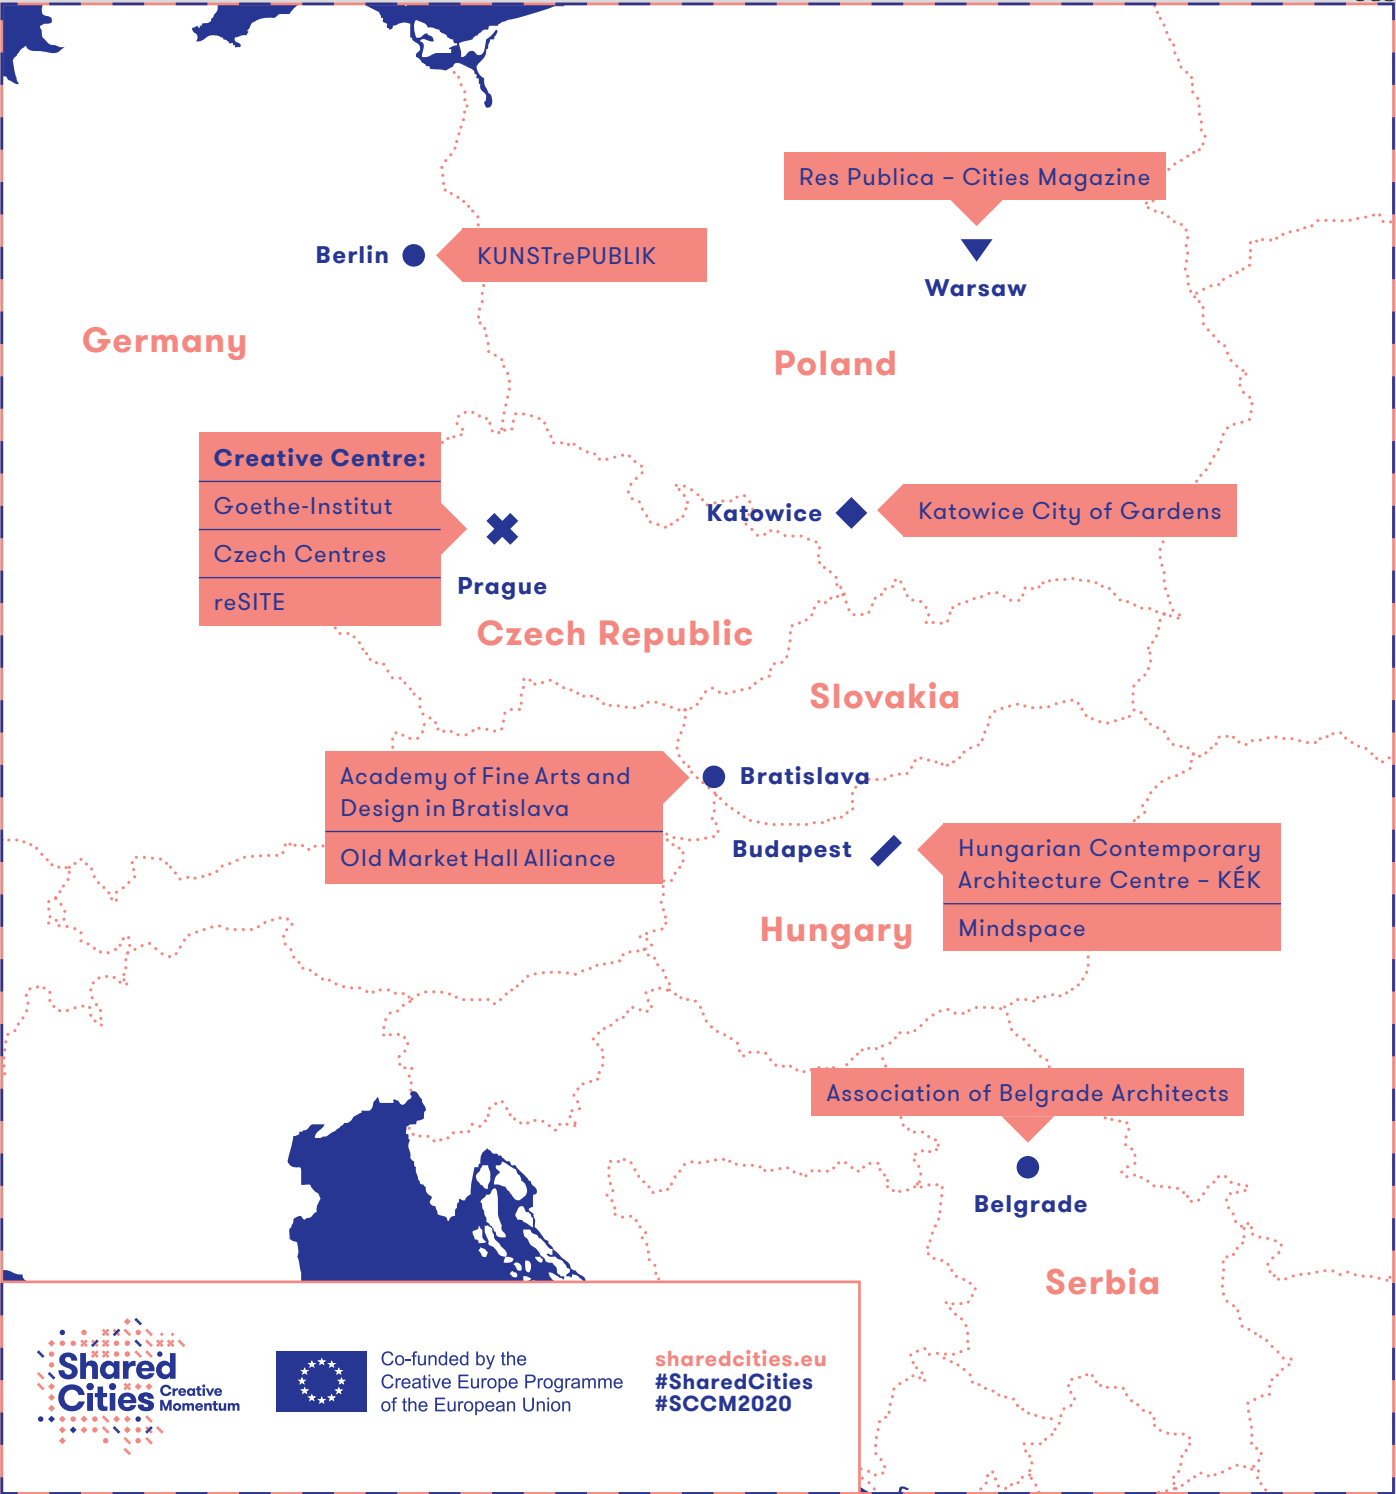 Res Publica – Cities Magazine
Berlin
KUNSTrePUBLIK
Warsaw
Germany
Poland
Creative Centre:
Goethe-Institut
Czech Centres
reSITE
Prague
Katowice
Katowice City of Gardens
Czech Republic
Slovakia
Academy of Fine Arts and
Design in Bratislava
Old Market Hall Alliance
Bratislava
Budapest
Hungarian Contemporary
Architecture Centre – KÉK
Mindspace
Hungary
Association of Belgrade Architects
Belgrade
Serbia
Shared
Cities
Creative
Momentum
Co-funded by the
Creative Europe Programme
of the European Union
sharedcities.eu
#SharedCities
#SCCM2020